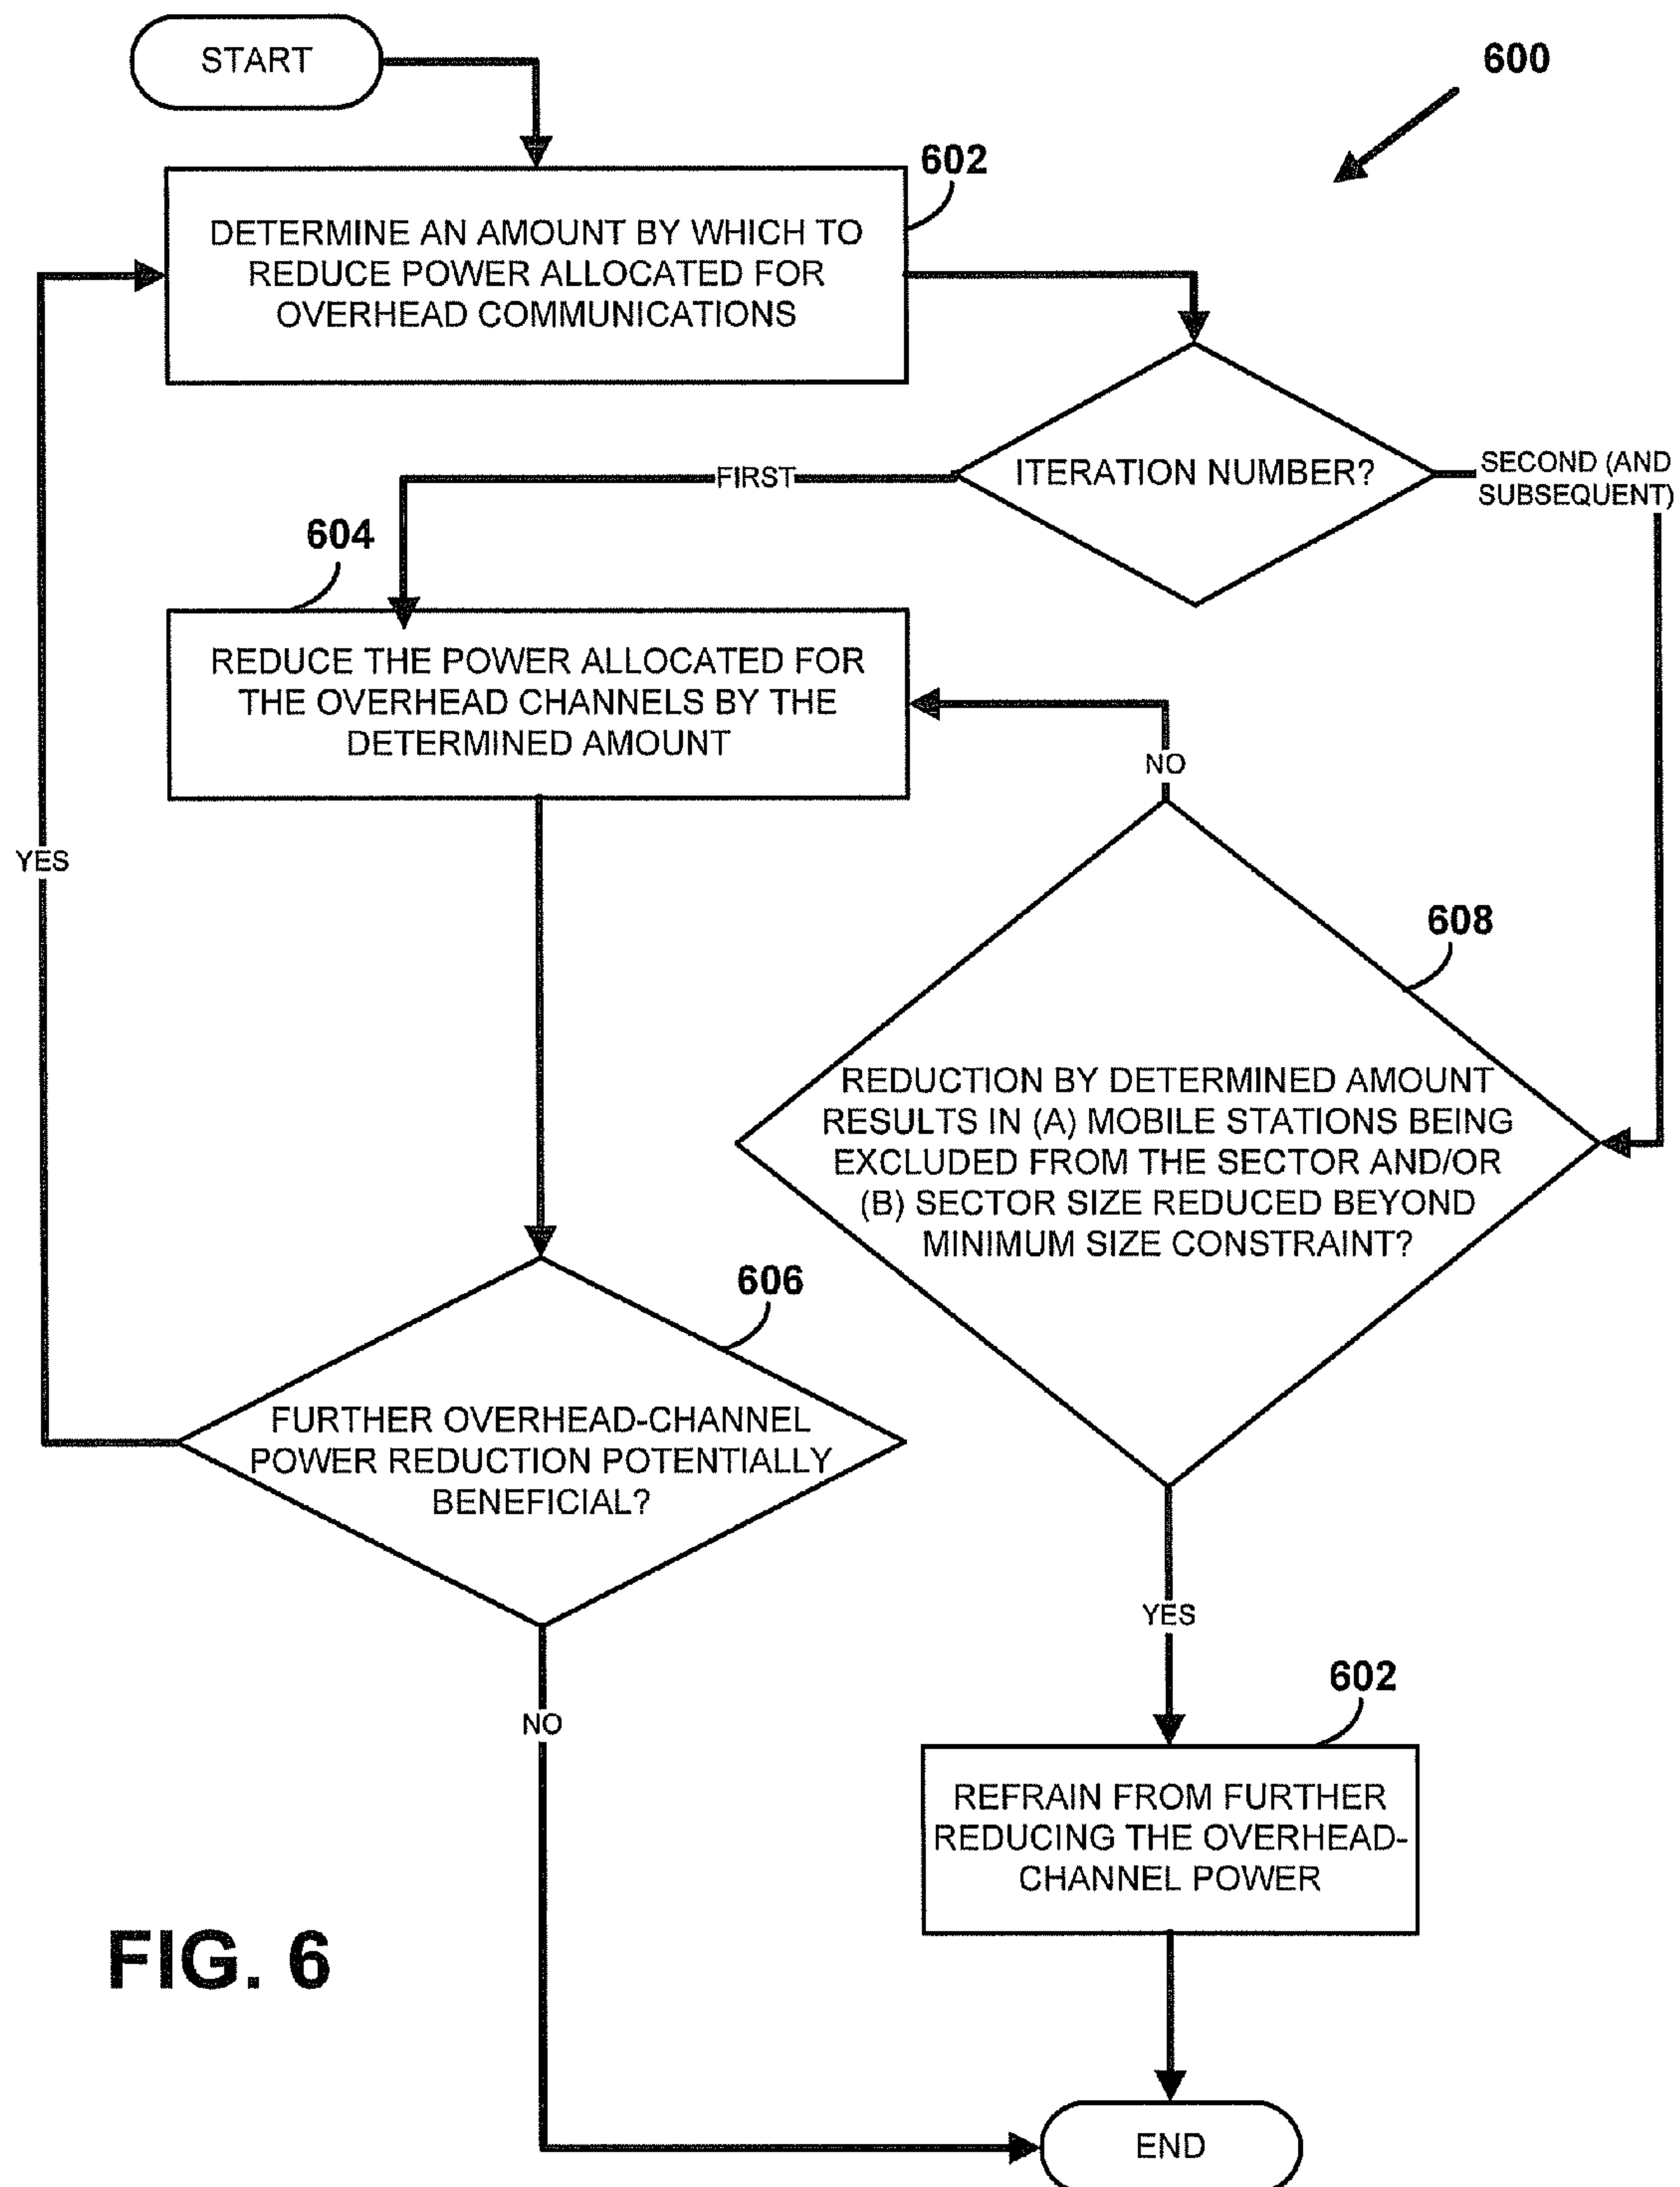 START
600
602
DETERMINE AN AMOUNT BY WHICH TO
REDUCE POWER ALLOCATED FOR
OVERHEAD COMMUNICATIONS
ITERATION NUMBER?
FIRST
SECOND (AND
SUBSEQUENT)
604
REDUCE THE POWER ALLOCATED FOR
THE OVERHEAD CHANNELS BY THE
DETERMINED AMOUNT
NO
YES
608
REDUCTION BY DETERMINED AMOUNT
RESULTS IN (A) MOBILE STATIONS BEING
EXCLUDED FROM THE SECTOR AND/OR
(B) SECTOR SIZE REDUCED BEYOND
MINIMUM SIZE CONSTRAINT?
606
FURTHER OVERHEAD-CHANNEL
POWER REDUCTION POTENTIALLY
BENEFICIAL?
YES
NO
602
REFRAIN FROM FURTHER
REDUCING THE OVERHEAD-
CHANNEL POWER
FIG. 6
END